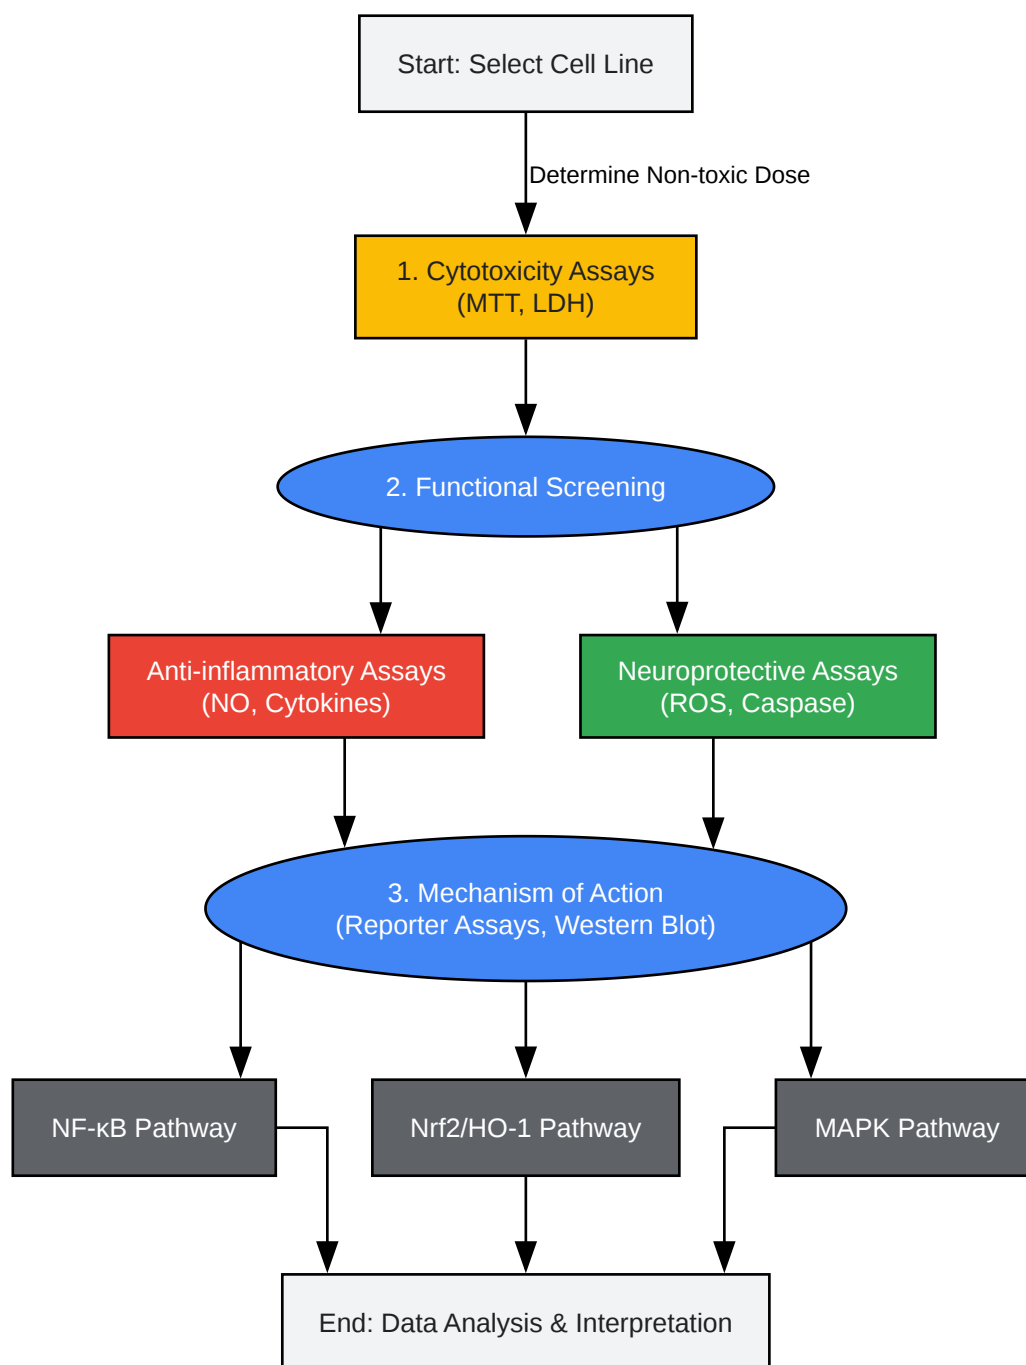 Start: Select Cell Line
Determine Non-toxic Dose
1. Cytotoxicity Assays
(MTT, LDH)
2. Functional Screening
Anti-inflammatory Assays
(NO, Cytokines)
Neuroprotective Assays
(ROS, Caspase)
3. Mechanism of Action
(Reporter Assays, Western Blot)
NF-κB Pathway
Nrf2/HO-1 Pathway
MAPK Pathway
End: Data Analysis & Interpretation